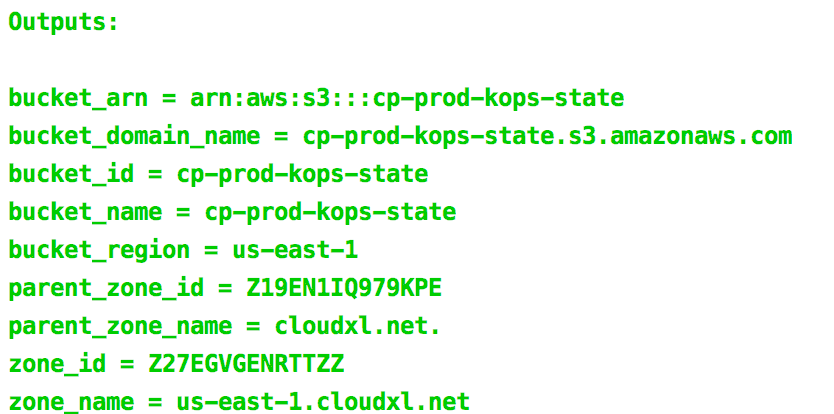 Outputs:
bucket_arn = arn:aws:s3:::cp-prod-kops-state
bucket_domain_name = cp-prod-kops-state.s3.amazonaws.com
bucket_id = cp-prod-kops-state
bucket_name = cp-prod-kops-state
bucket_region = us-east-1
parent_zone_id = Z19EN1IQ979KPE
parent_zone_name = cloudxl.net.
zone_id = Z27EGVGENRTTZZ
zone_name = us-east-1.cloudxl.net